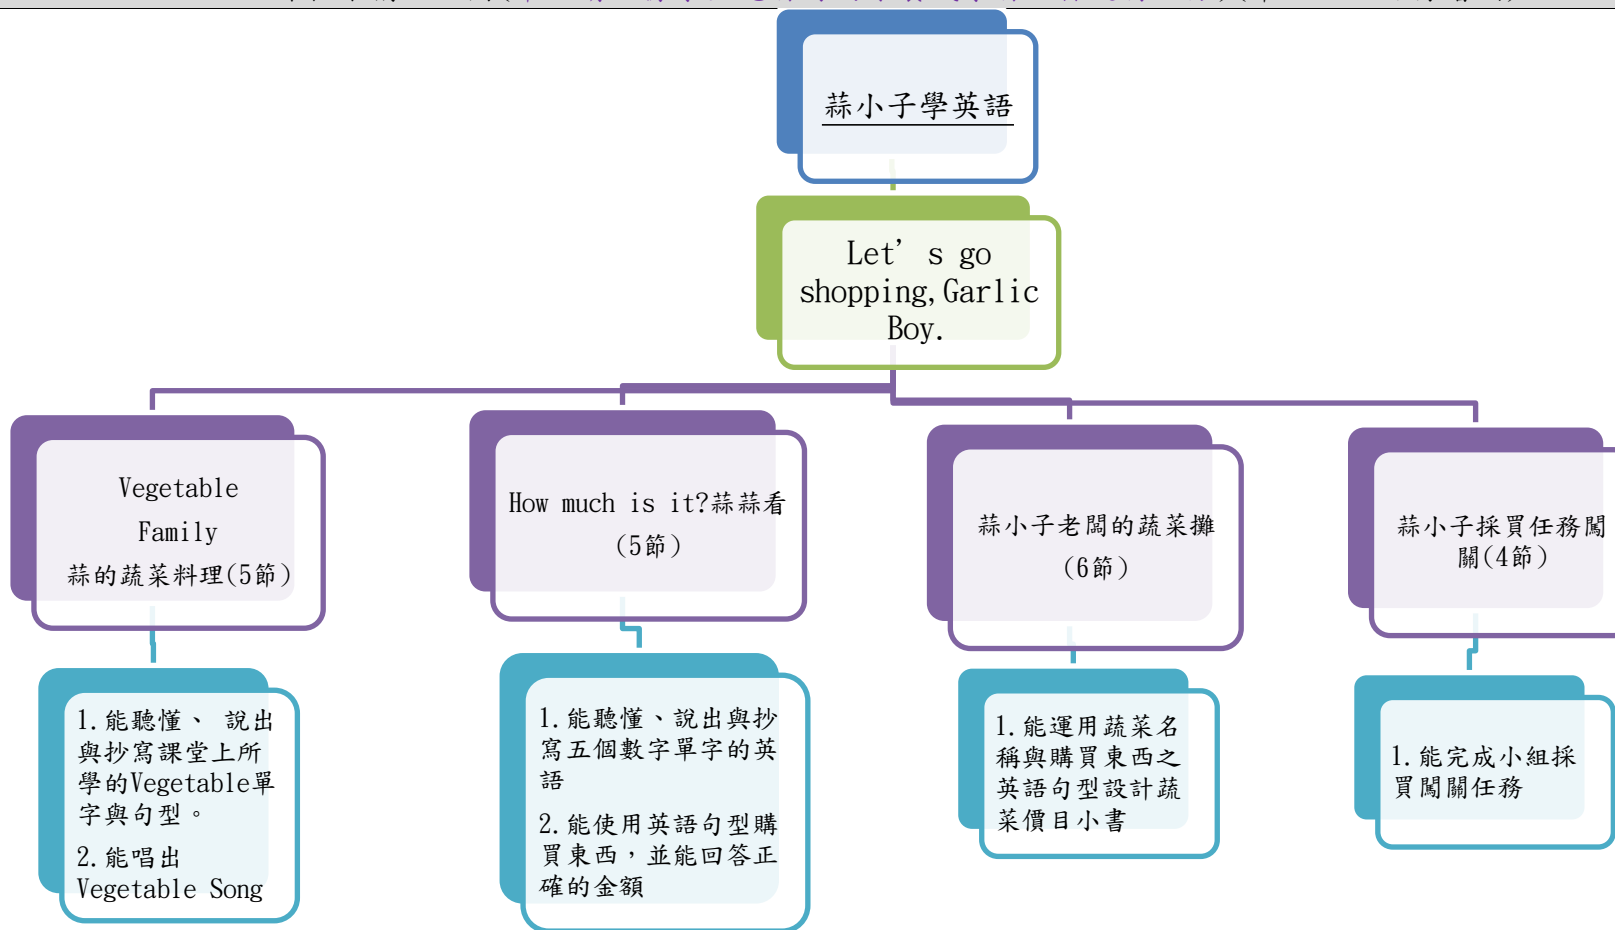 蒜小子學英語
Let’s go
shopping,Garlic
Boy.
Vegetable
Family
蒜的蔬菜料理(5節)
How much is it?蒜蒜看
(5節)
蒜小子老闆的蔬菜攤
(6節)
蒜小子採買任務闖
關(4節)
1.能聽懂、 說出
與抄寫課堂上所
學的Vegetable單
字與句型。
2.能唱出
Vegetable Song
1.能聽懂、說出與抄
寫五個數字單字的英
語
2.能使用英語句型購
買東西，並能回答正
確的金額
1.能運用蔬菜名
稱與購買東西之
英語句型設計蔬
菜價目小書
1.能完成小組採
買闖關任務